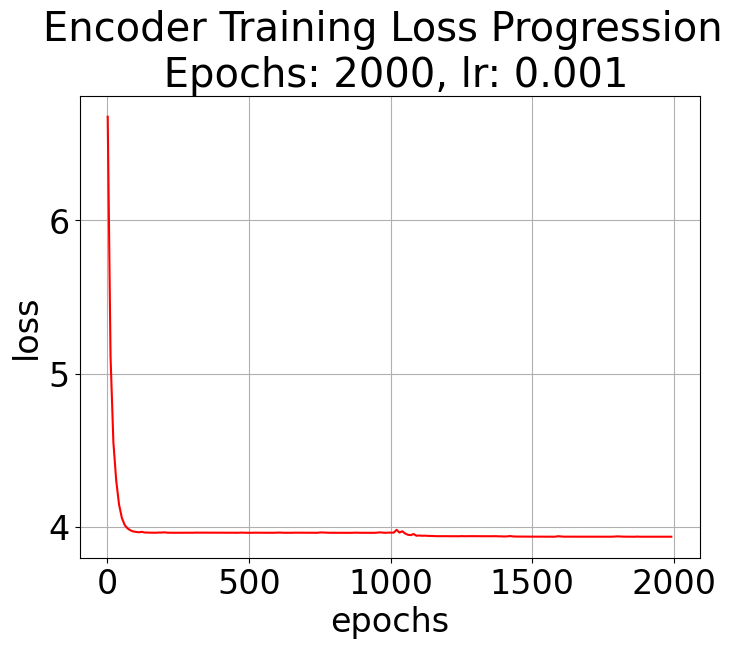 Encoder Training Loss Progression
Epochs: 2000, lr: 0.001
6
5
4
loss
0 500 1000 1500 2000
epochs